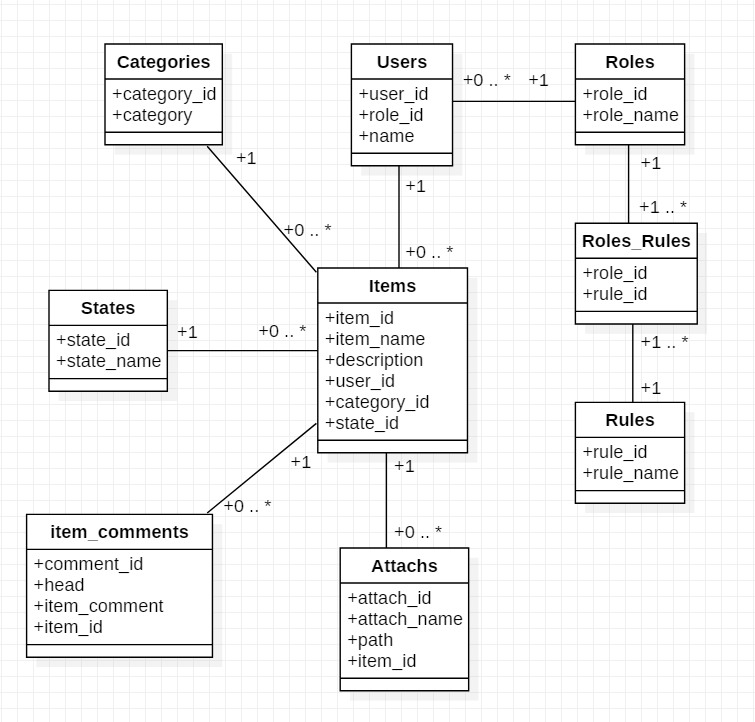 Categories
+category_id
+category
Users
+user_id
+role_id
+name
+0 .. *
+1
Roles
+role_id
+role_name
+1
+0 .. *
+1
+0 .. *
+1
+1 .. *
Roles_Rules
+role_id
+rule_id
+1 .. *
+1
Rules
+rule_id
+rule_name
States
+state_id
+state_name
+1
+0 .. *
Items
+item_id
+item_name
+description
+user_id
+category_id
+state_id
+1
+0 .. *
+1
+0 .. *
item_comments
+comment_id
+head
+item_comment
+item_id
Attachs
+attach_id
+attach_name
+path
+item_id